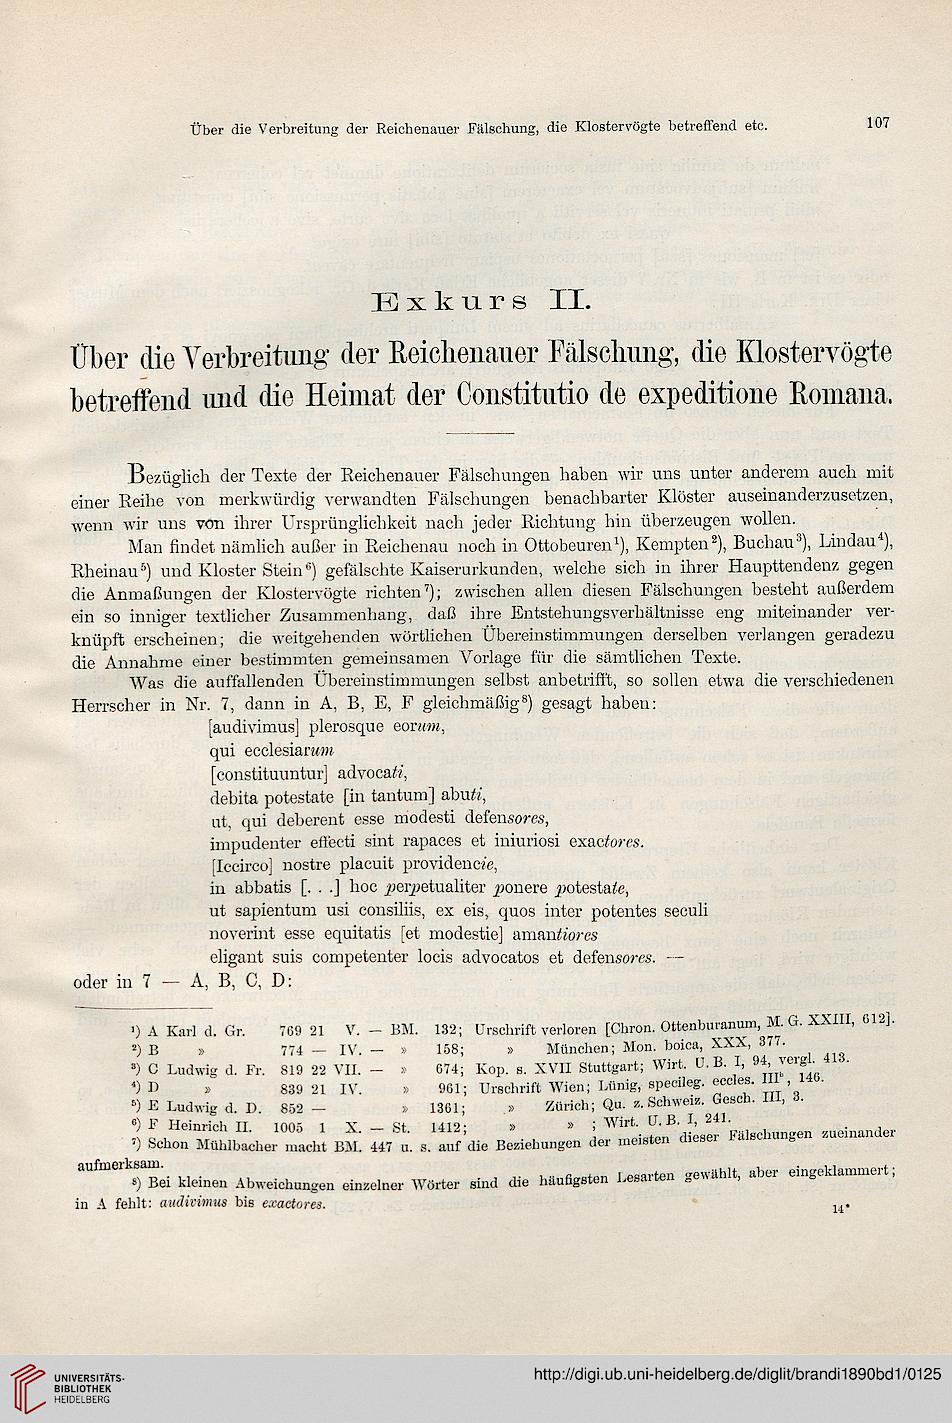 Über die Verbreitung der Reichenauer Fälschung, die Klostervögte betreffend etc. 107
Exkurs II.
Über die Verbreitung der Reichenauer Fälschung, die Klostervögte
betreffend und die Heimat der Constitutio de expeditione Romana.
Bezüglich der Texte der Reichenauer Fälschungen haben wir uns unter anderem auch mit
einer Reihe von merkwürdig verwandten Fälschungen benachbarter Klöster auseinanderzusetzen,
wenn wir uns von ihrer Ursprünglichkeit nach jeder Richtung hin überzeugen wollen.
Man findet nämlich außer in Reichenau noch in Ottobeuren¹), Kempten²), Buchau³), Lindau⁴),
Rheinau⁵) und Kloster Stein⁶) gefälschte Kaiserurkunden, welche sich in ihrer Haupttendenz gegen
die Anmaßungen der Klostervögte richten⁷); zwischen allen diesen Fälschungen besteht außerdem
ein so inniger textlicher Zusammenhang, daß ihre Entstehungsverhältnisse eng miteinander ver-
knüpft erscheinen; die weitgehenden wörtlichen Übereinstimmungen derselben verlangen geradezu
die Annahme einer bestimmten gemeinsamen Vorlage für die sämtlichen Texte.
Was die auffallenden Übereinstimmungen selbst anbetrifft, so sollen etwa die verschiedenen
Herrscher in Nr. 7, dann in A, B, E, F gleichmäßig⁸) gesagt haben:
[audivimus] plerosque eorum,
qui ecclesiarum
[constituuntur] advocati,
debita potestate [in tantum] abuti,
ut, qui deberent esse modesti defensores,
impudenter effecti sint rapaces et iniuriosi exactores.
[Iccirco] nostre placuit providencie,
in abbatis [. . .] hoc perpetualiter ponere potestate,
ut sapientum usi consiliis, ex eis, quos inter potentes seculi
noverint esse equitatis [et modestie] amantiores
eligant suis competenter locis advocatos et defensores. —
oder in 7 — A, B, C, D:
¹) A Karl d. Gr. 769 21 V. — BM. 132; Urschrift verloren [Chron. Ottenburanum, M. G. XXIII, 612].
²) B » 774 — IV. — » 158; » München; Mon. boica, XXX, 377.
³) C Ludwig d. Fr. 819 22 VII. — » 674; Kop. s. XVII Stuttgart; Wirt. U. B. I, 94, vergl. 413.
⁴) D » 839 21 IV. » 961; Urschrift Wien; Lünig, specileg. eccles. IIIᵇ, 146.
⁵) E Ludwig d. D. 852 — » 1361; » Zürich; Qu. z. Schweiz. Gesch. III, 3.
⁶) F Heinrich II. 1005 1 X. — St. 1412; » » ; Wirt. U. B. I, 241.
⁷) Schon Mühlbacher macht BM. 447 u. s. auf die Beziehungen der meisten dieser Fälschungen zueinander
aufmerksam.
⁸) Bei kleinen Abweichungen einzelner Wörter sind die häufigsten Lesarten gewählt, aber eingeklammert;
in A fehlt: audivimus bis exactores.
14*
UNIVERSITÄTS-
BIBLIOTHEK
HEIDELBERG
http://digi.ub.uni-heidelberg.de/diglit/brandi1890bd1/0125